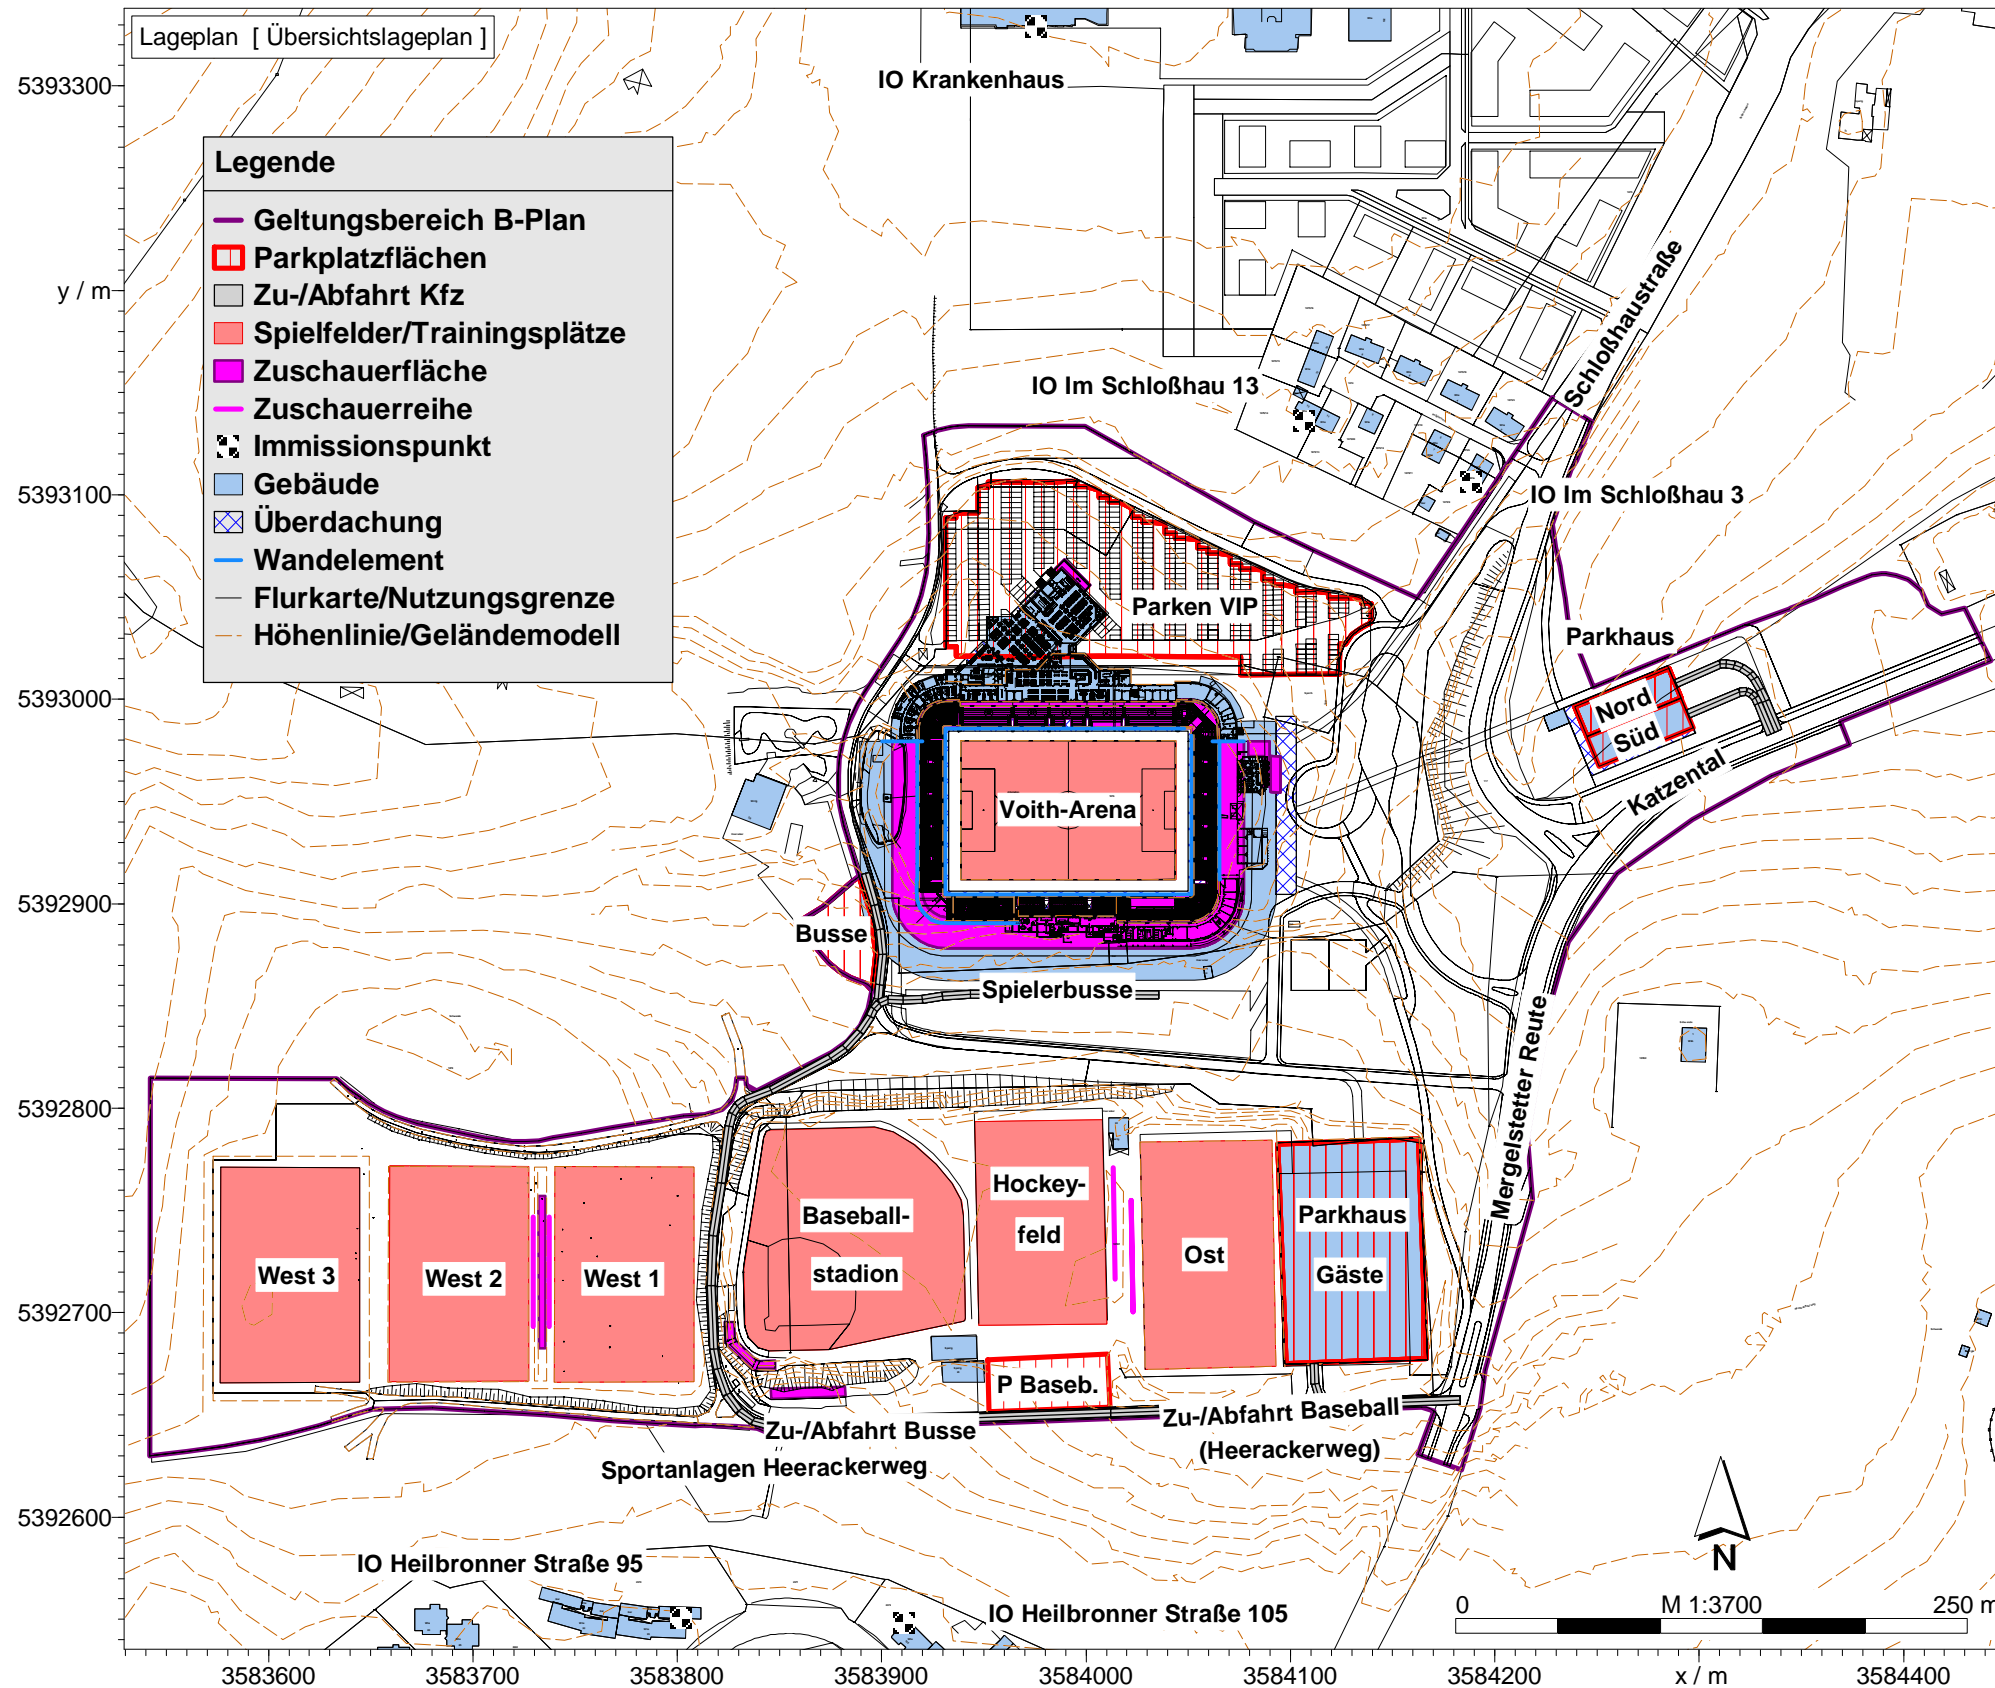 Lageplan [ Übersichtslageplan ]
IO Krankenhaus
5393300
y / m
5393100
5393000
5392900
5392800
5392700
5392600
Legende
Geltungsbereich B-Plan
Parkplatzflächen
Zu-/Abfahrt Kfz
Spielfelder/Trainingsplätze
Zuschauerfläche
Zuschauerreihe
Immissionspunkt
Gebäude
Überdachung
Wandelement
Flurkarte/Nutzungsgrenze
Höhenlinie/Geländemodell
Schloßhaustraße
IO Im Schloßhau 13
IO Im Schloßhau 3
Parken VIP
Parkhaus
Nord
Süd
Katzental
Voith-Arena
Busse
Spielerbusse
Mergelstetter Reute
West 3
West 2
West 1
Baseball-
stadion
Hockey-
feld
Ost
Parkhaus
Gäste
P Baseb.
Zu-/Abfahrt Busse
Zu-/Abfahrt Baseball
(Heerackerweg)
Sportanlagen Heerackerweg
N
IO Heilbronner Straße 95
IO Heilbronner Straße 105
0 M 1:3700 250 m
3583600 3583700 3583800 3583900 3584000 3584100 3584200 x / m 3584400